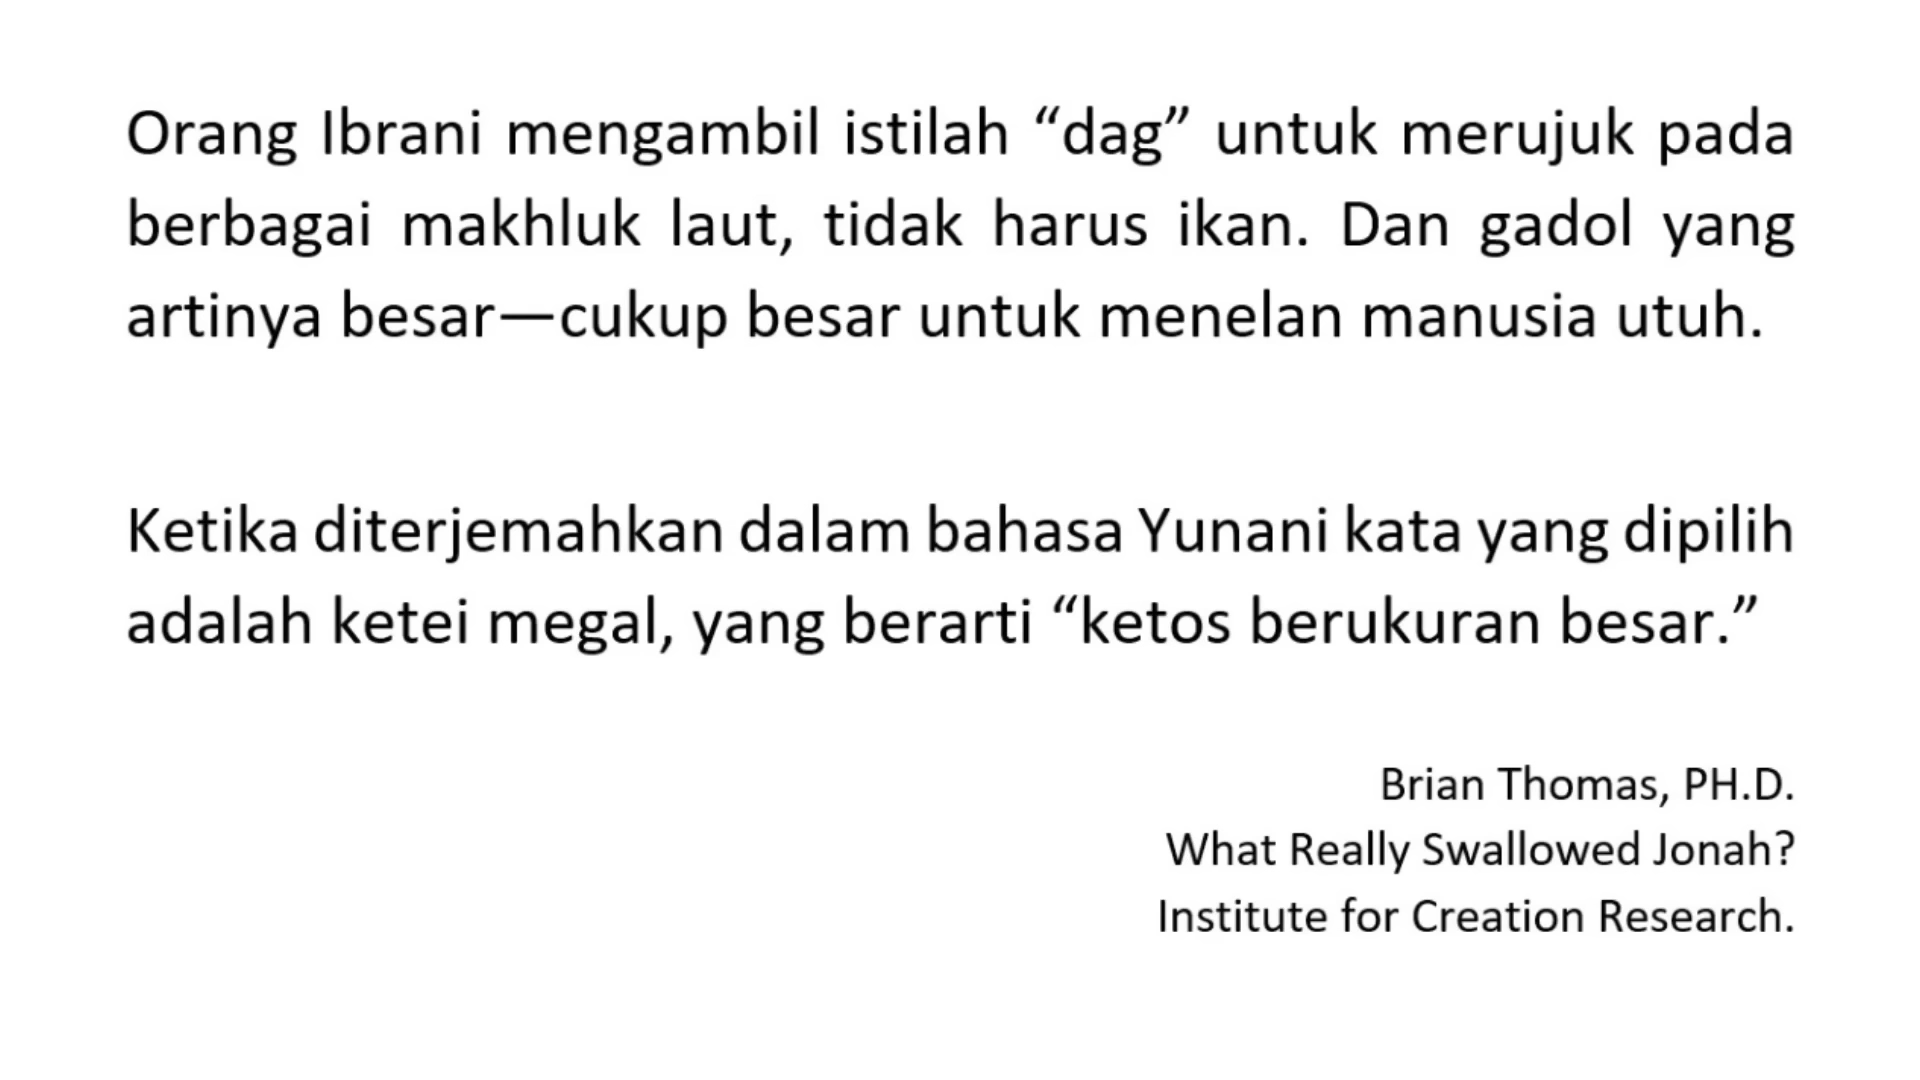 Orang Ibrani mengambil istilah “dag” untuk merujuk pada
berbagai makhluk laut, tidak harus ikan. Dan gadol yang
artinya besar—cukup besar untuk menelan manusia utuh.
Ketika diterjemahkan dalam bahasa Yunani kata yang dipilih
adalah ketei megal, yang berarti “ketos berukuran besar.”
Brian Thomas, PH.D.
What Really Swallowed Jonah?
Institute for Creation Research.